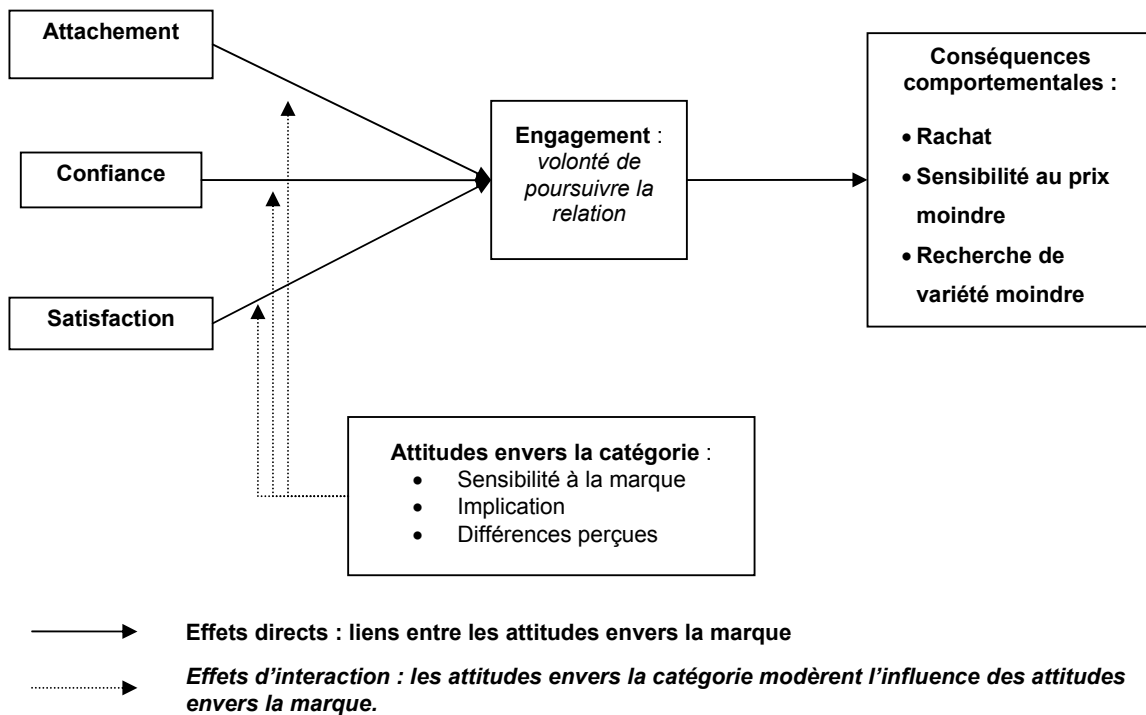 Attachement
Confiance
Satisfaction
Engagement :
volonté de
poursuivre la
relation
Conséquences
comportementales :
• Rachat
• Sensibilité au prix
moindre
• Recherche de
variété moindre
Attitudes envers la catégorie :
• Sensibilité à la marque
• Implication
• Différences perçues
Effets directs : liens entre les attitudes envers la marque
Effets d’interaction : les attitudes envers la catégorie modèrent l’influence des attitudes
envers la marque.